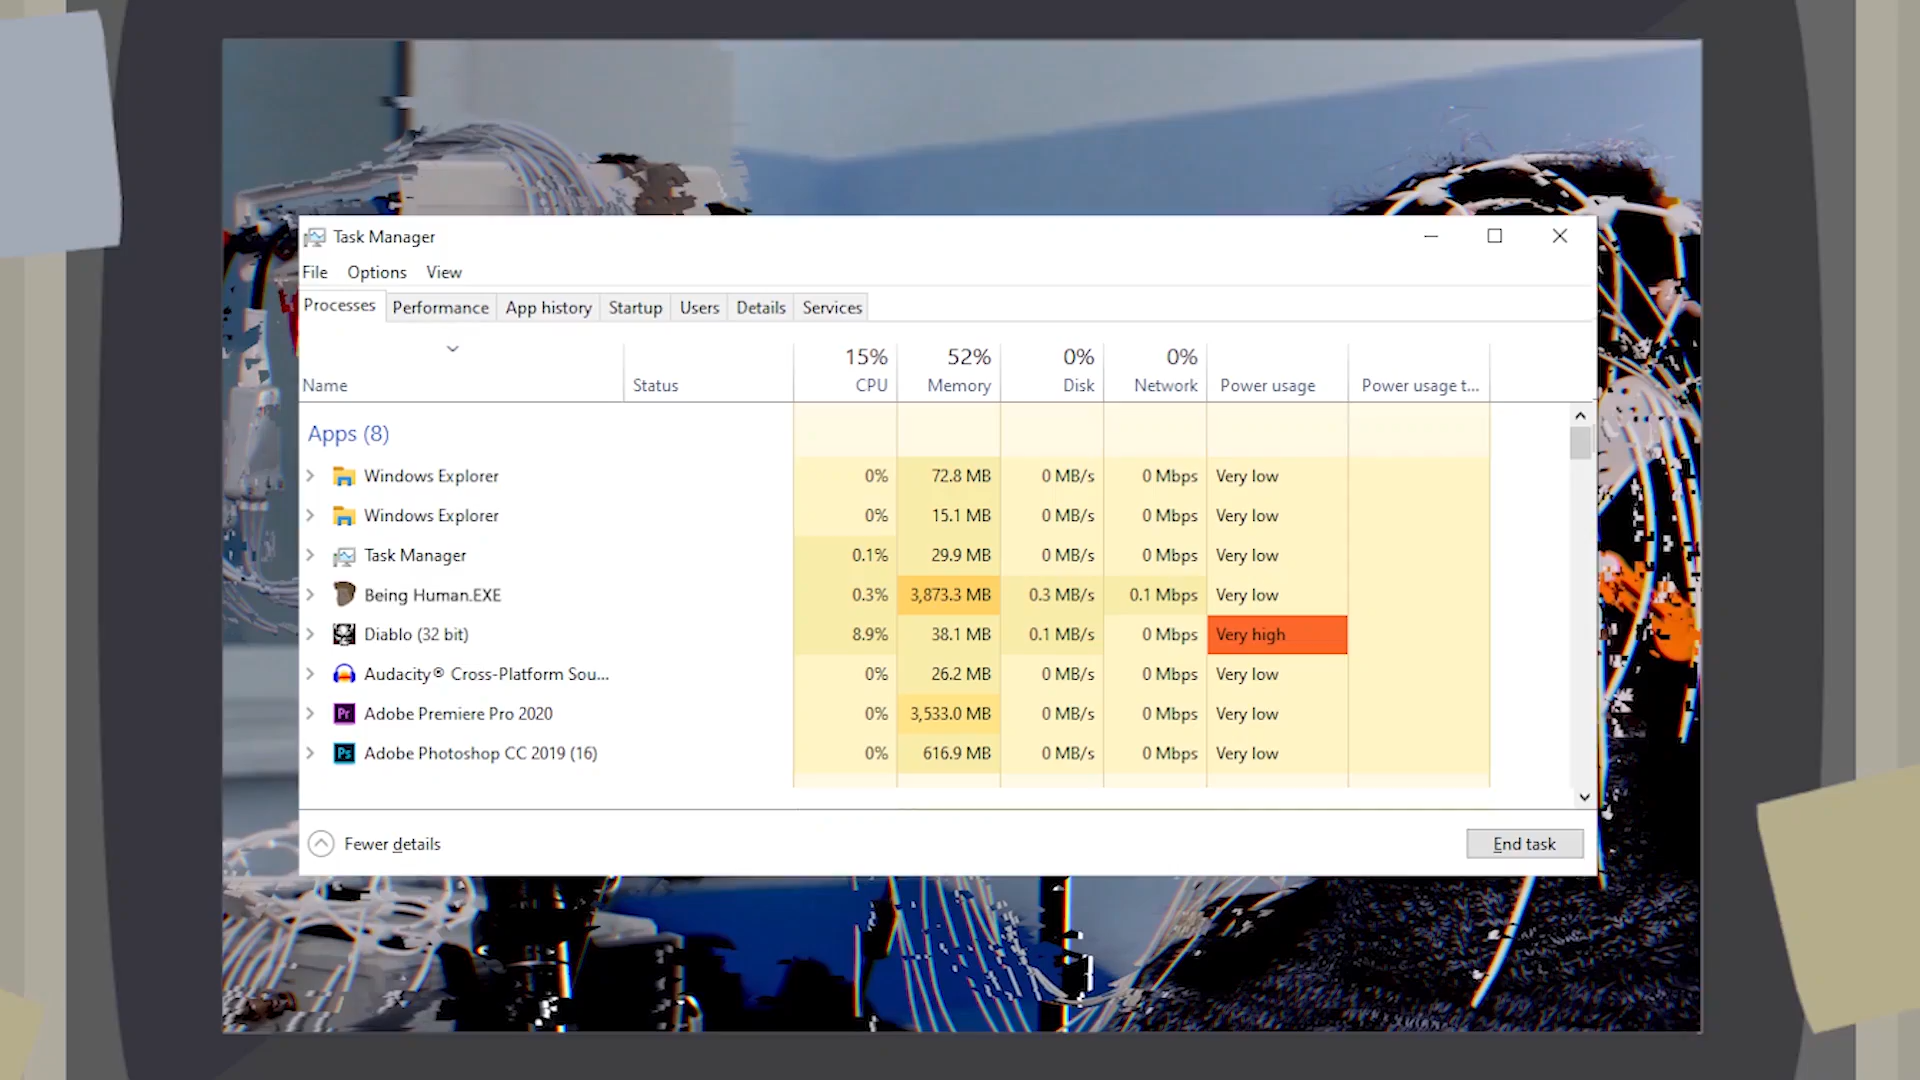 Task Manager
File Options View
Processes Performance App history Startup Users Details Services
15% 52% 0% 0%
Name Status CPU Memory Disk Network Power usage Power usage t...
Apps (8)
Windows Explorer 0% 72.8 MB 0 MB/s 0 Mbps Very low
Windows Explorer 0% 15.1 MB 0 MB/s 0 Mbps Very low
Task Manager 0.1% 29.9 MB 0 MB/s 0 Mbps Very low
Being Human.EXE 0.3% 3,873.3 MB 0.3 MB/s 0.1 Mbps Very low
Diablo (32 bit) 8.9% 38.1 MB 0.1 MB/s 0 Mbps Very high
Audacity® Cross-Platform Sou... 0% 26.2 MB 0 MB/s 0 Mbps Very low
Pr Adobe Premiere Pro 2020 0% 3,533.0 MB 0 MB/s 0 Mbps Very low
Ps Adobe Photoshop CC 2019 (16) 0% 616.9 MB 0 MB/s 0 Mbps Very low
Fewer details End task